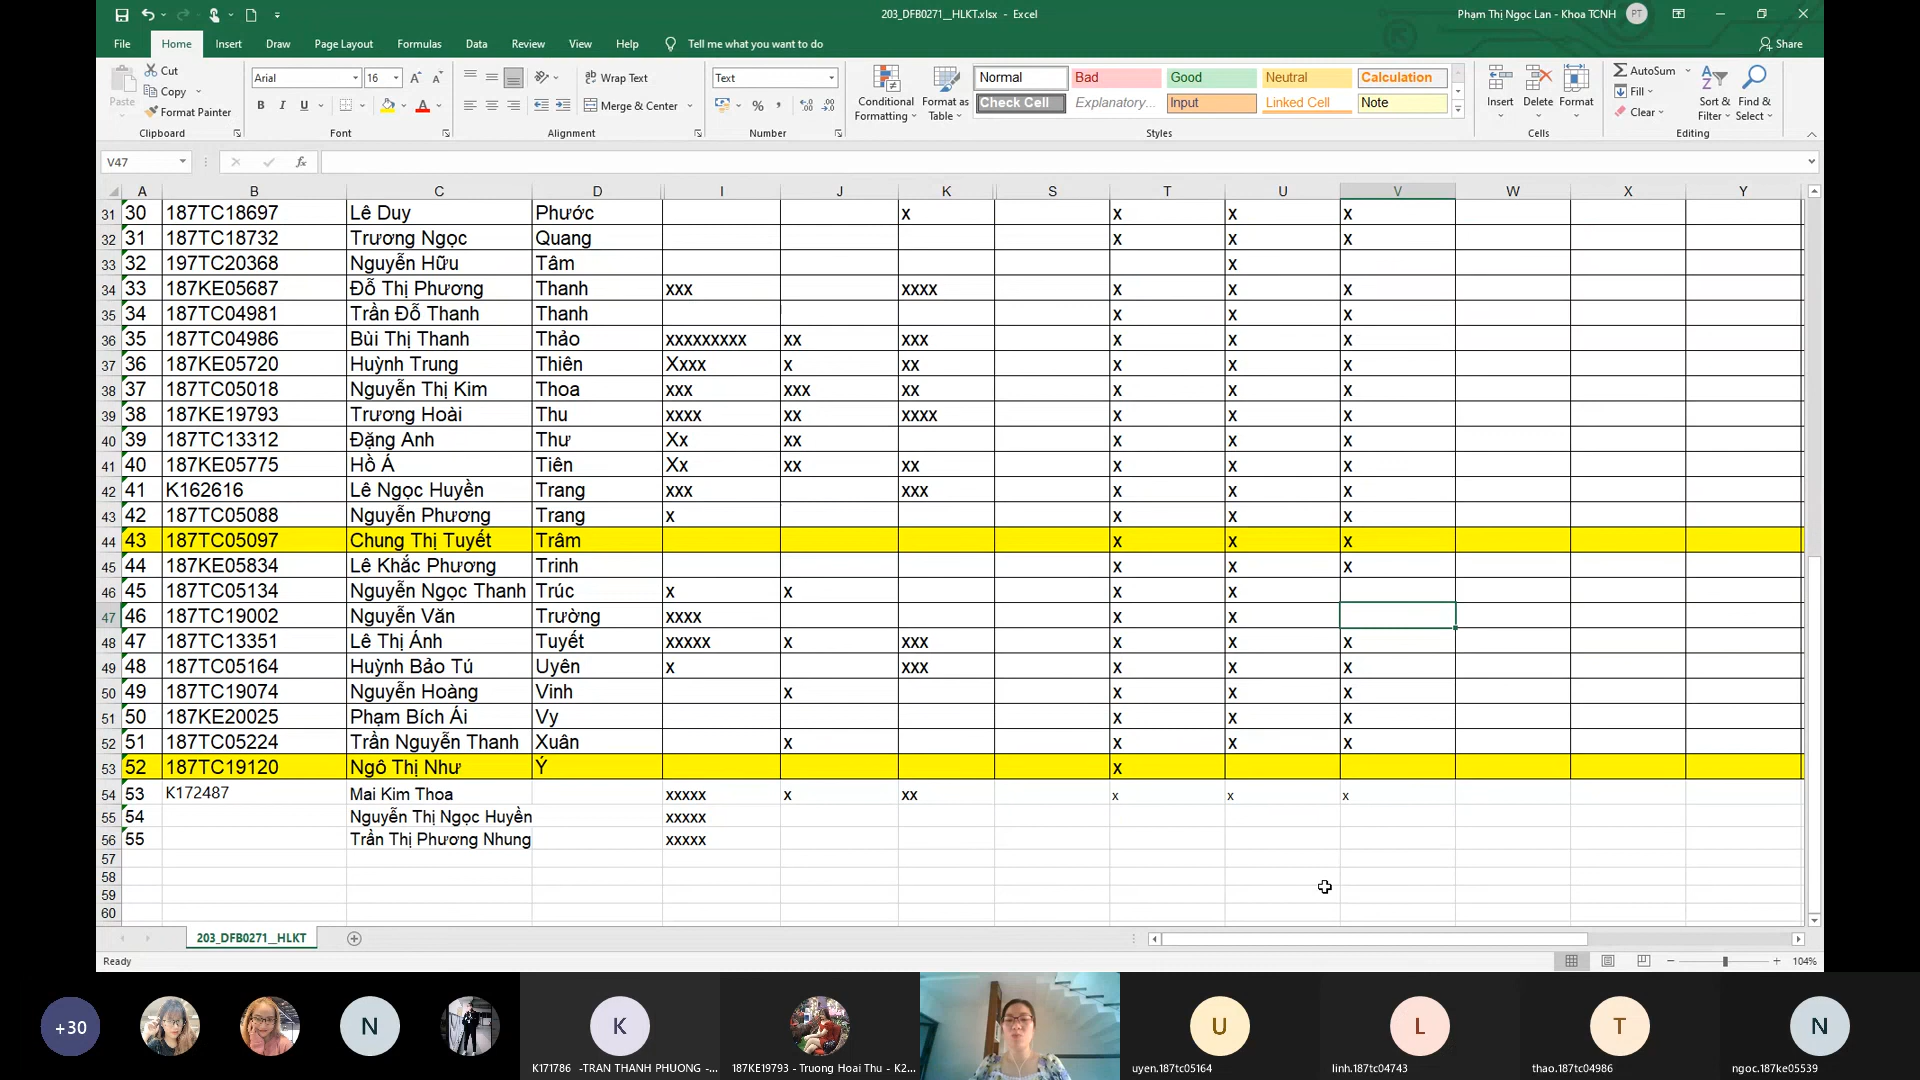 203_DFB0271__HLKT.xlsx - Excel
Phạm Thị Ngọc Lan - Khoa TCNH
PT
File Home Insert Draw Page Layout Formulas Data Review View Help Tell me what you want to do
Share
Paste
Cut
Copy
Format Painter
Clipboard
Arial 16
B I U
Font
Wrap Text
Merge & Center
Alignment
Text
Number
Conditional Formatting
Format as Table
Normal Bad Good Neutral Calculation
Check Cell Explanatory... Input Linked Cell Note
Styles
Insert Delete Format
Cells
AutoSum
Fill
Clear
Sort & Filter
Find & Select
Editing
V47
fx
A B C D I J K S T U V W X Y
31 30 187TC18697 Lê Duy Phước x x x x
32 31 187TC18732 Trương Ngọc Quang x x x
33 32 197TC20368 Nguyễn Hữu Tâm x
34 33 187KE05687 Đỗ Thị Phương Thanh xxx xxxx x x x
35 34 187TC04981 Trần Đỗ Thanh Thanh x x x
36 35 187TC04986 Bùi Thị Thanh Thảo xxxxxxxxx xx xxx x x x
37 36 187KE05720 Huỳnh Trung Thiên Xxxx x xx x x x
38 37 187TC05018 Nguyễn Thị Kim Thoa xxx xxx xx x x x
39 38 187KE19793 Trương Hoài Thu xxxx xx xxxx x x x
40 39 187TC13312 Đặng Anh Thư Xx xx x x x
41 40 187KE05775 Hồ Á Tiên Xx xx xx x x x
42 41 K162616 Lê Ngọc Huyền Trang xxx xxx x x x
43 42 187TC05088 Nguyễn Phương Trang x x x x
44 43 187TC05097 Chung Thị Tuyết Trâm x x x
45 44 187KE05834 Lê Khắc Phương Trinh x x x
46 45 187TC05134 Nguyễn Ngọc Thanh Trúc x x x x
47 46 187TC19002 Nguyễn Văn Trường xxxx x x
48 47 187TC13351 Lê Thị Ánh Tuyết xxxxx x xxx x x x
49 48 187TC05164 Huỳnh Bảo Tú Uyên x xxx x x x
50 49 187TC19074 Nguyễn Hoàng Vinh x x x x
51 50 187KE20025 Phạm Bích Ái Vy x x x
52 51 187TC05224 Trần Nguyễn Thanh Xuân x x x x
53 52 187TC19120 Ngô Thị Như Ý x
54 53 K172487 Mai Kim Thoa xxxxx x xx x x x
55 54 Nguyễn Thị Ngọc Huyền xxxxx
56 55 Trần Thị Phương Nhung xxxxx
57
58
59
60
203_DFB0271__HLKT
Ready
104%
+30
N
K
U
L
T
N
K171786 -TRAN THANH PHUONG -...
187KE19793 - Truong Hoai Thu - K2...
uyen.187tc05164
linh.187tc04743
thao.187tc04986
ngoc.187ke05539